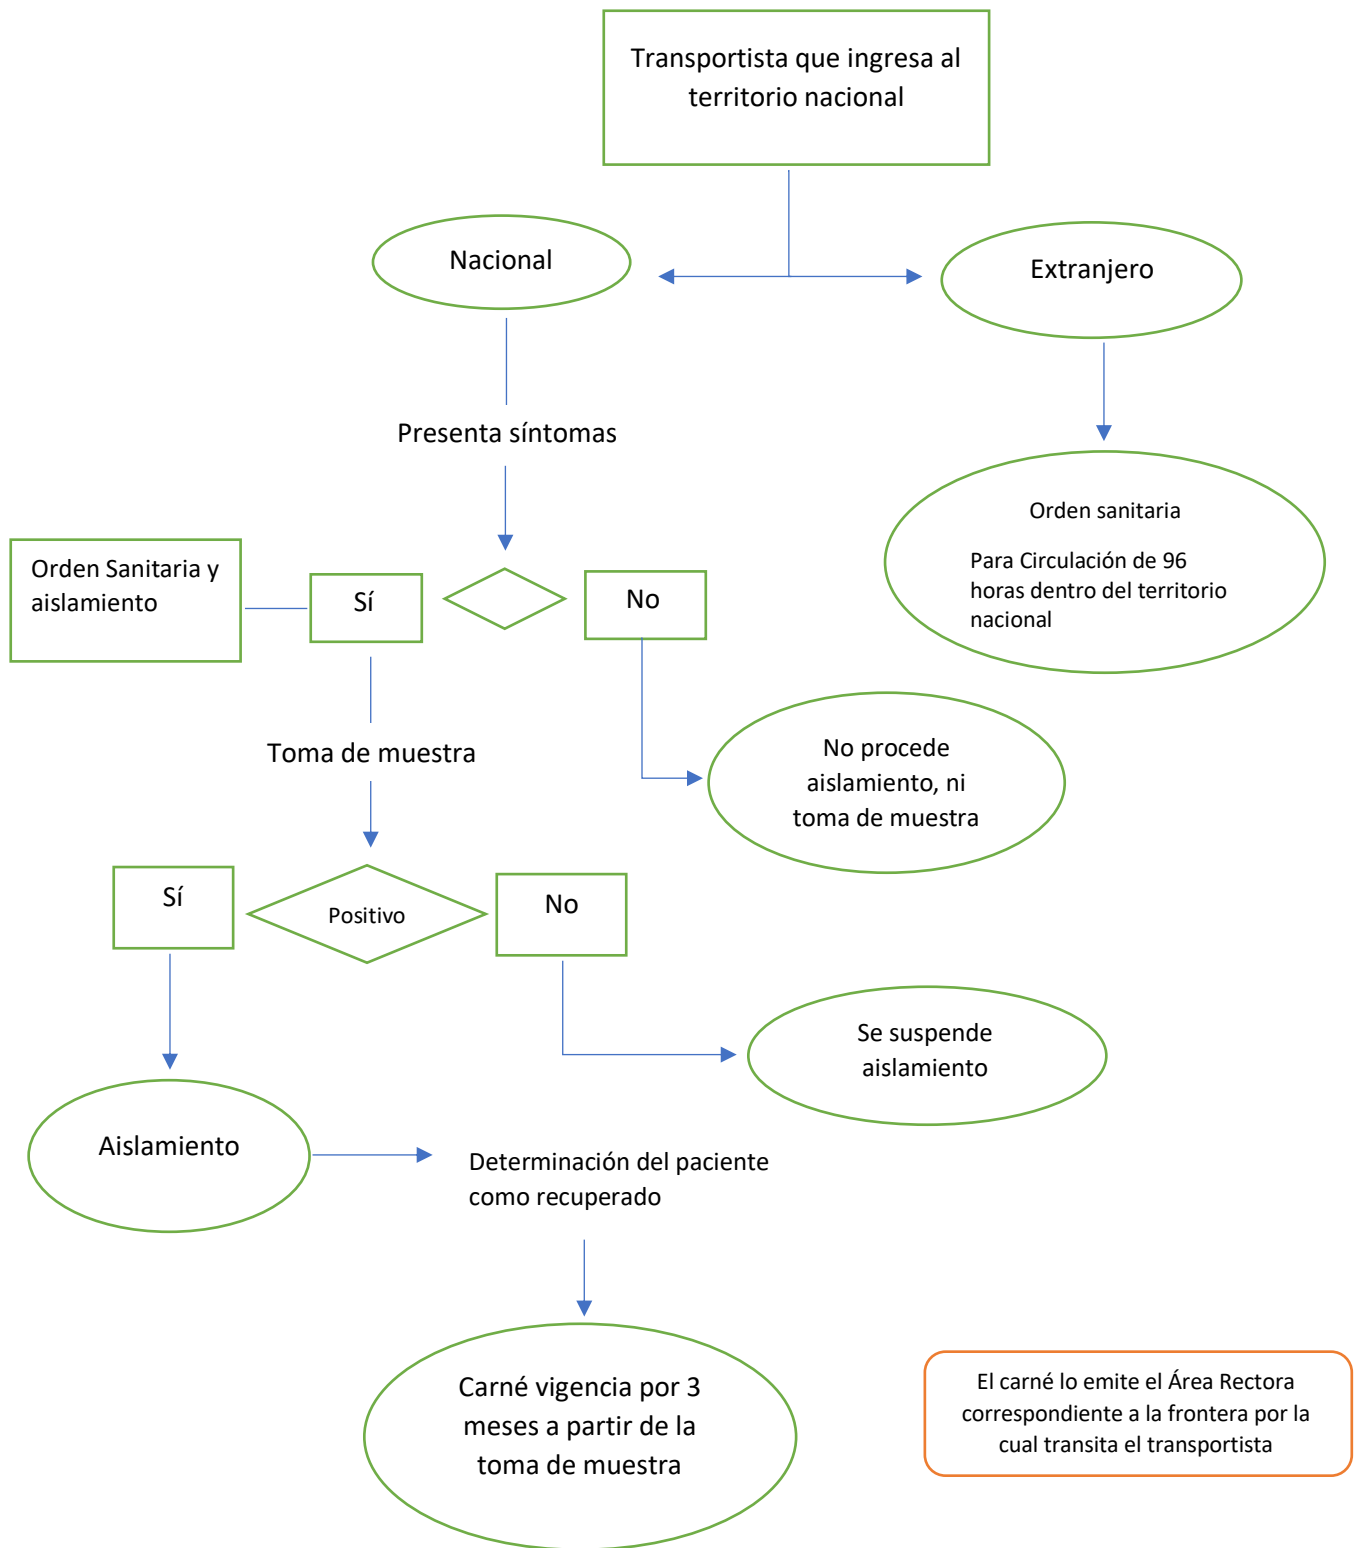 Transportista que ingresa al
territorio nacional
Nacional
Extranjero
Presenta síntomas
Orden sanitaria
Para Circulación de 96
horas dentro del territorio
nacional
Orden Sanitaria y
aislamiento
Sí
No
Toma de muestra
No procede
aislamiento, ni
toma de muestra
Sí
Positivo
No
Se suspende
aislamiento
Aislamiento
Determinación del paciente
como recuperado
Carné vigencia por 3
meses a partir de la
toma de muestra
El carné lo emite el Área Rectora
correspondiente a la frontera por la
cual transita el transportista